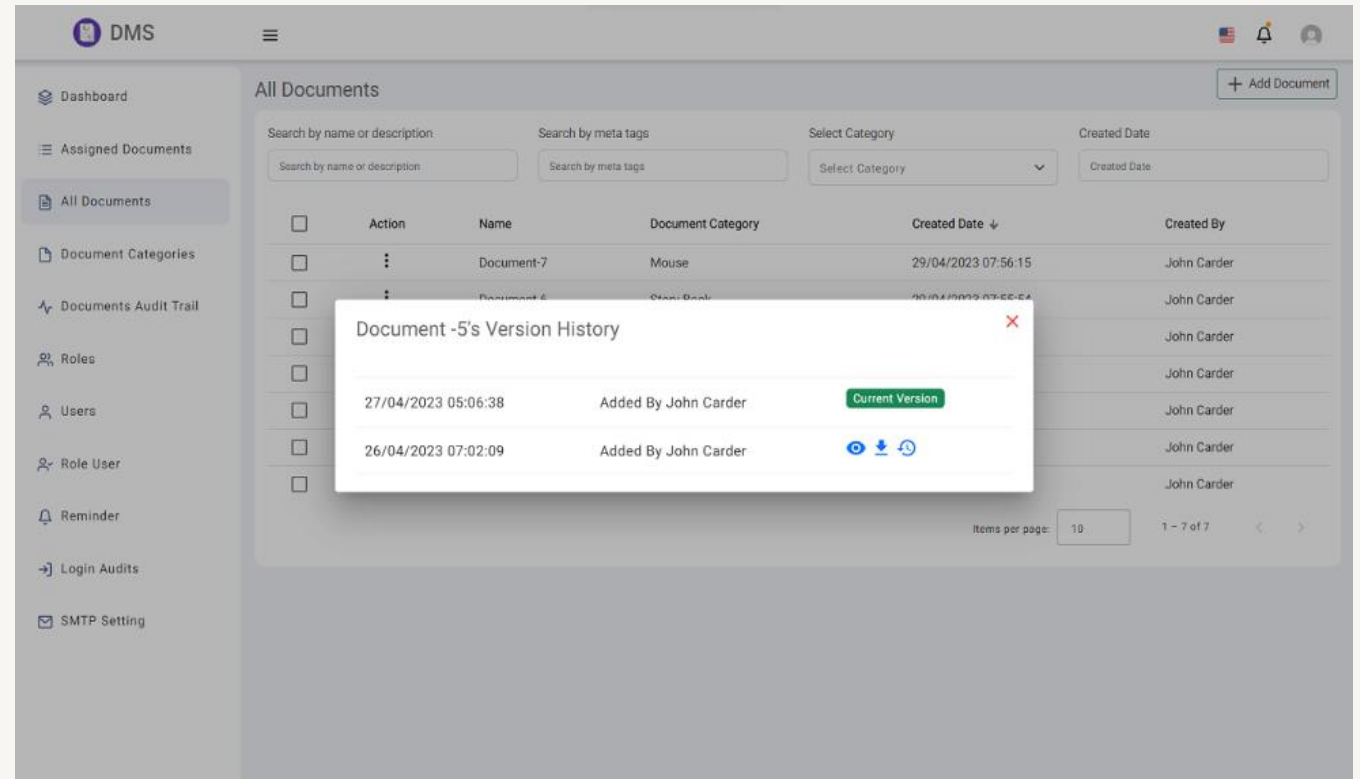 DMS
Dashboard
Assigned Documents
All Documents
Document Categories
Documents Audit Trail
Roles
Users
Role User
Reminder
Login Audits
SMTP Setting
All Documents
Add Document
Search by name or description Search by meta tags Select Category Created Date
Search by name or description Search by meta tags Select Category Created Date
Action Name Document Category Created Date Created By
Document-7 Mouse 29/04/2023 07:56:15 John Carder
John Carder
John Carder
John Carder
John Carder
John Carder
John Carder
Document -5's Version History
27/04/2023 05:06:38 Added By John Carder Current Version
26/04/2023 07:02:09 Added By John Carder
Items per page: 10 1 – 7 of 7